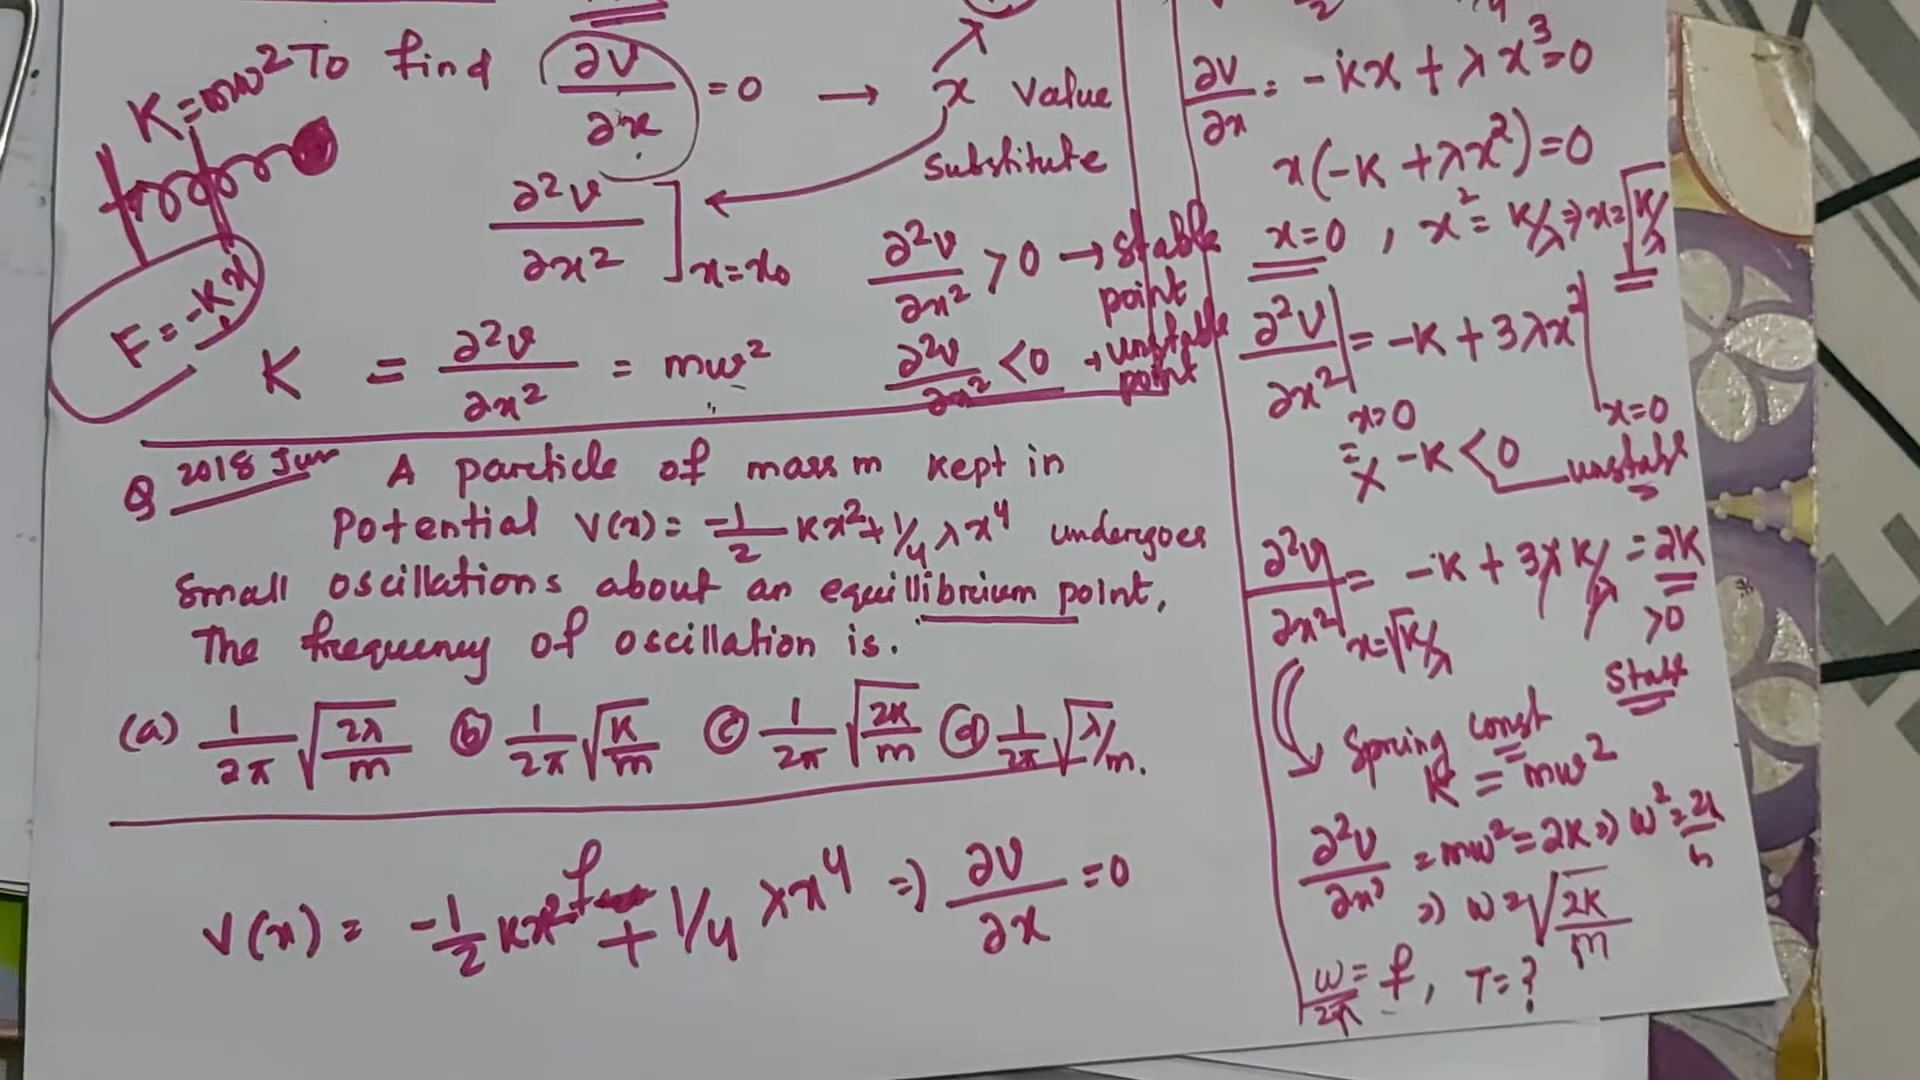 K=mω² To find ∂V/∂x = 0 → x value
substitute
∂²V/∂x² ]x=x₀
∂²V/∂x² > 0 → stable point
F=-Kx
K = ∂²V/∂x² = mω²
∂²V/∂x² < 0 → unstable point
Q 2018 Jun A particle of mass m kept in
Potential V(x) = -1/2 Kx² + 1/4 λx⁴ undergoes
Small oscillations about an equillibrium point,
The frequency of oscillation is.
(a) 1/2π √2λ/m (b) 1/2π √K/m (c) 1/2π √2K/m (d) 1/2π √λ/m.
V(x) = -1/2 Kx² + 1/4 λx⁴ ⇒ ∂V/∂x = 0
∂V/∂x = -Kx + λx³=0
x(-K + λx²)=0
x=0, x² = K/λ ⇒ x=√K/λ
∂²V/∂x²| = -K + 3λx²|x=0
x=0
= -K < 0 unstable
∂²V/∂x²|x=√K/λ = -K + 3λK/λ = 2K
>0
Stable
Spring const
K = mω²
∂²V/∂x² = mω² = 2K ⇒ ω² = 2K/m
⇒ ω = √2K/m
ω/2π = f, T=?